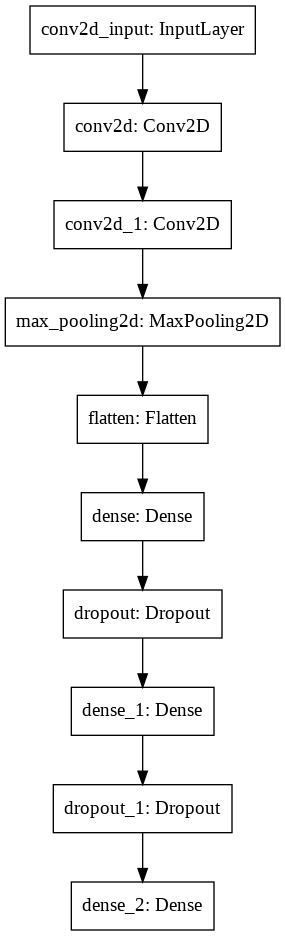 conv2d_input: InputLayer
conv2d: Conv2D
conv2d_1: Conv2D
max_pooling2d: MaxPooling2D
flatten: Flatten
dense: Dense
dropout: Dropout
dense_1: Dense
dropout_1: Dropout
dense_2: Dense